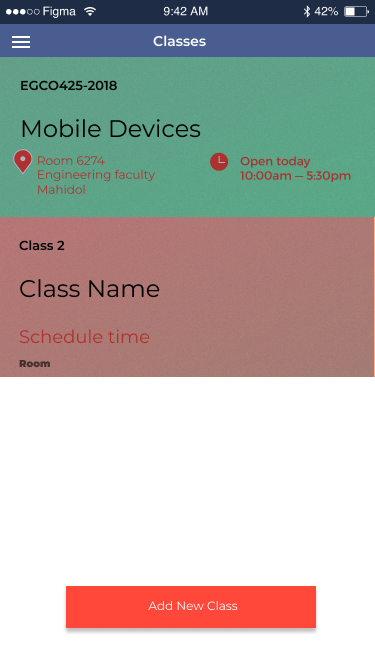 Figma 9:42 AM 42%
Classes
EGCO425-2018
Mobile Devices
Room 6274
Engineering faculty
Mahidol
Open today
10:00am — 5:30pm
Class 2
Class Name
Schedule time
Room
Add New Class